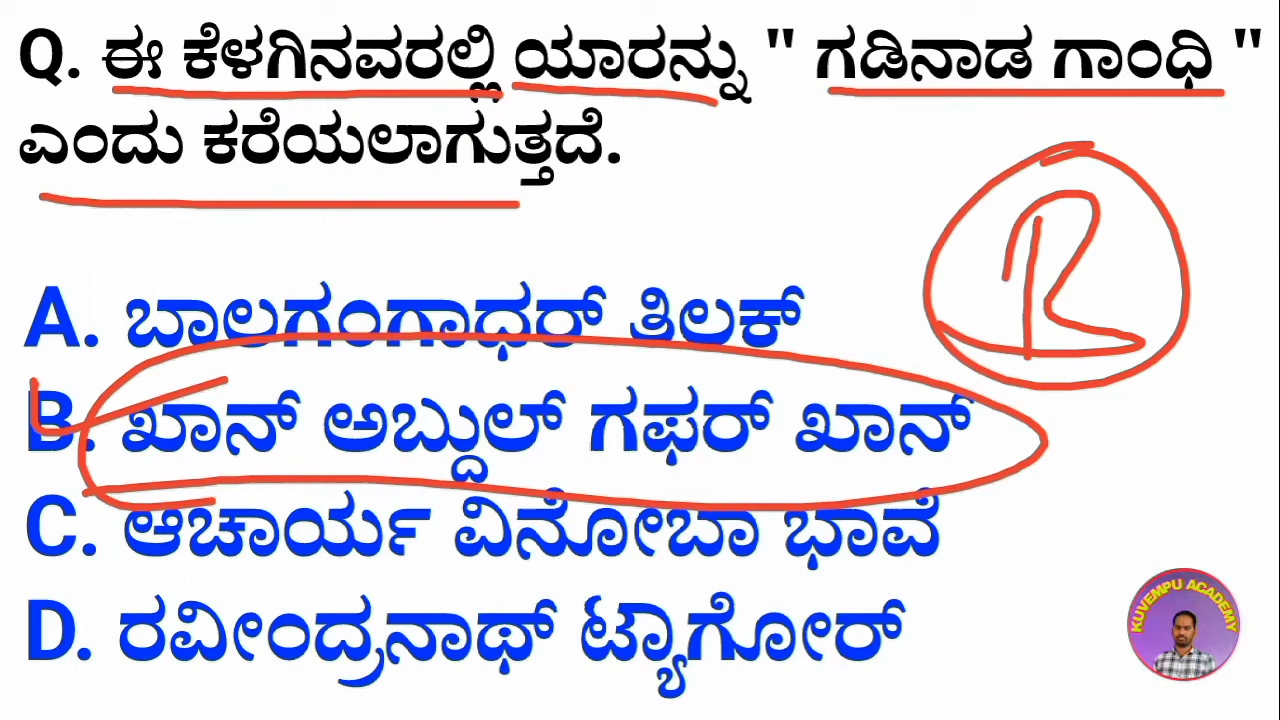 Q. ಈ ಕೆಳಗಿನವರಲ್ಲಿ ಯಾರನ್ನು " ಗಡಿನಾಡ ಗಾಂಧಿ "
ಎಂದು ಕರೆಯಲಾಗುತ್ತದೆ.
B
A. ಬಾಲಗಂಗಾಧರ್ ತಿಲಕ್
B. ಖಾನ್ ಅಬ್ದುಲ್ ಗಫರ್ ಖಾನ್
C. ಆಚಾರ್ಯ ವಿನೋಬಾ ಭಾವೆ
D. ರವೀಂದ್ರನಾಥ್ ಟ್ಯಾಗೋರ್
KUVEMPU ACADEMY